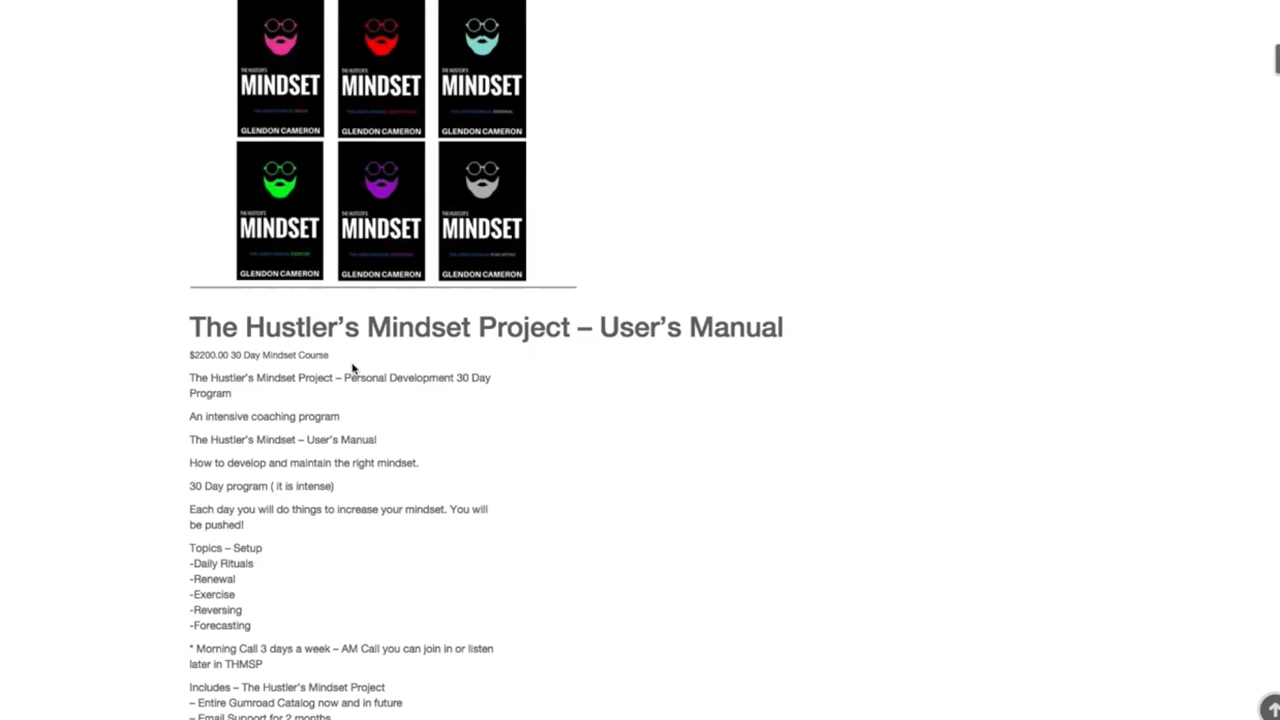 THE HUSTLER'S THE HUSTLER'S THE HUSTLER'S
MINDSET MINDSET MINDSET
GLENDON CAMERON GLENDON CAMERON GLENDON CAMERON
THE HUSTLER'S THE HUSTLER'S THE HUSTLER'S
MINDSET MINDSET MINDSET
GLENDON CAMERON GLENDON CAMERON GLENDON CAMERON
The Hustler's Mindset Project – User's Manual
$2200.00 30 Day Mindset Course
The Hustler's Mindset Project – Personal Development 30 Day
Program
An intensive coaching program
The Hustler's Mindset – User's Manual
How to develop and maintain the right mindset.
30 Day program ( it is intense)
Each day you will do things to increase your mindset. You will
be pushed!
Topics – Setup
-Daily Rituals
-Renewal
-Exercise
-Reversing
-Forecasting
* Morning Call 3 days a week – AM Call you can join in or listen
later in THMSP
Includes – The Hustler's Mindset Project
– Entire Gumroad Catalog now and in future
– Email Support for 2 months